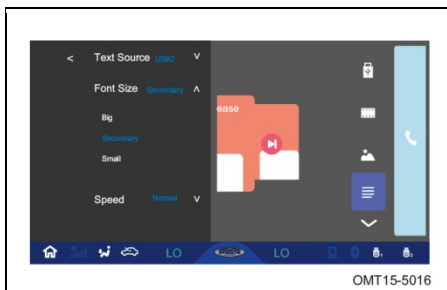 < Text Source USB2 ∨
Font Size Secondary ∧
ease
Big
Secondary
Small
Speed Normal ∨
LO
LO
OMT15-5016